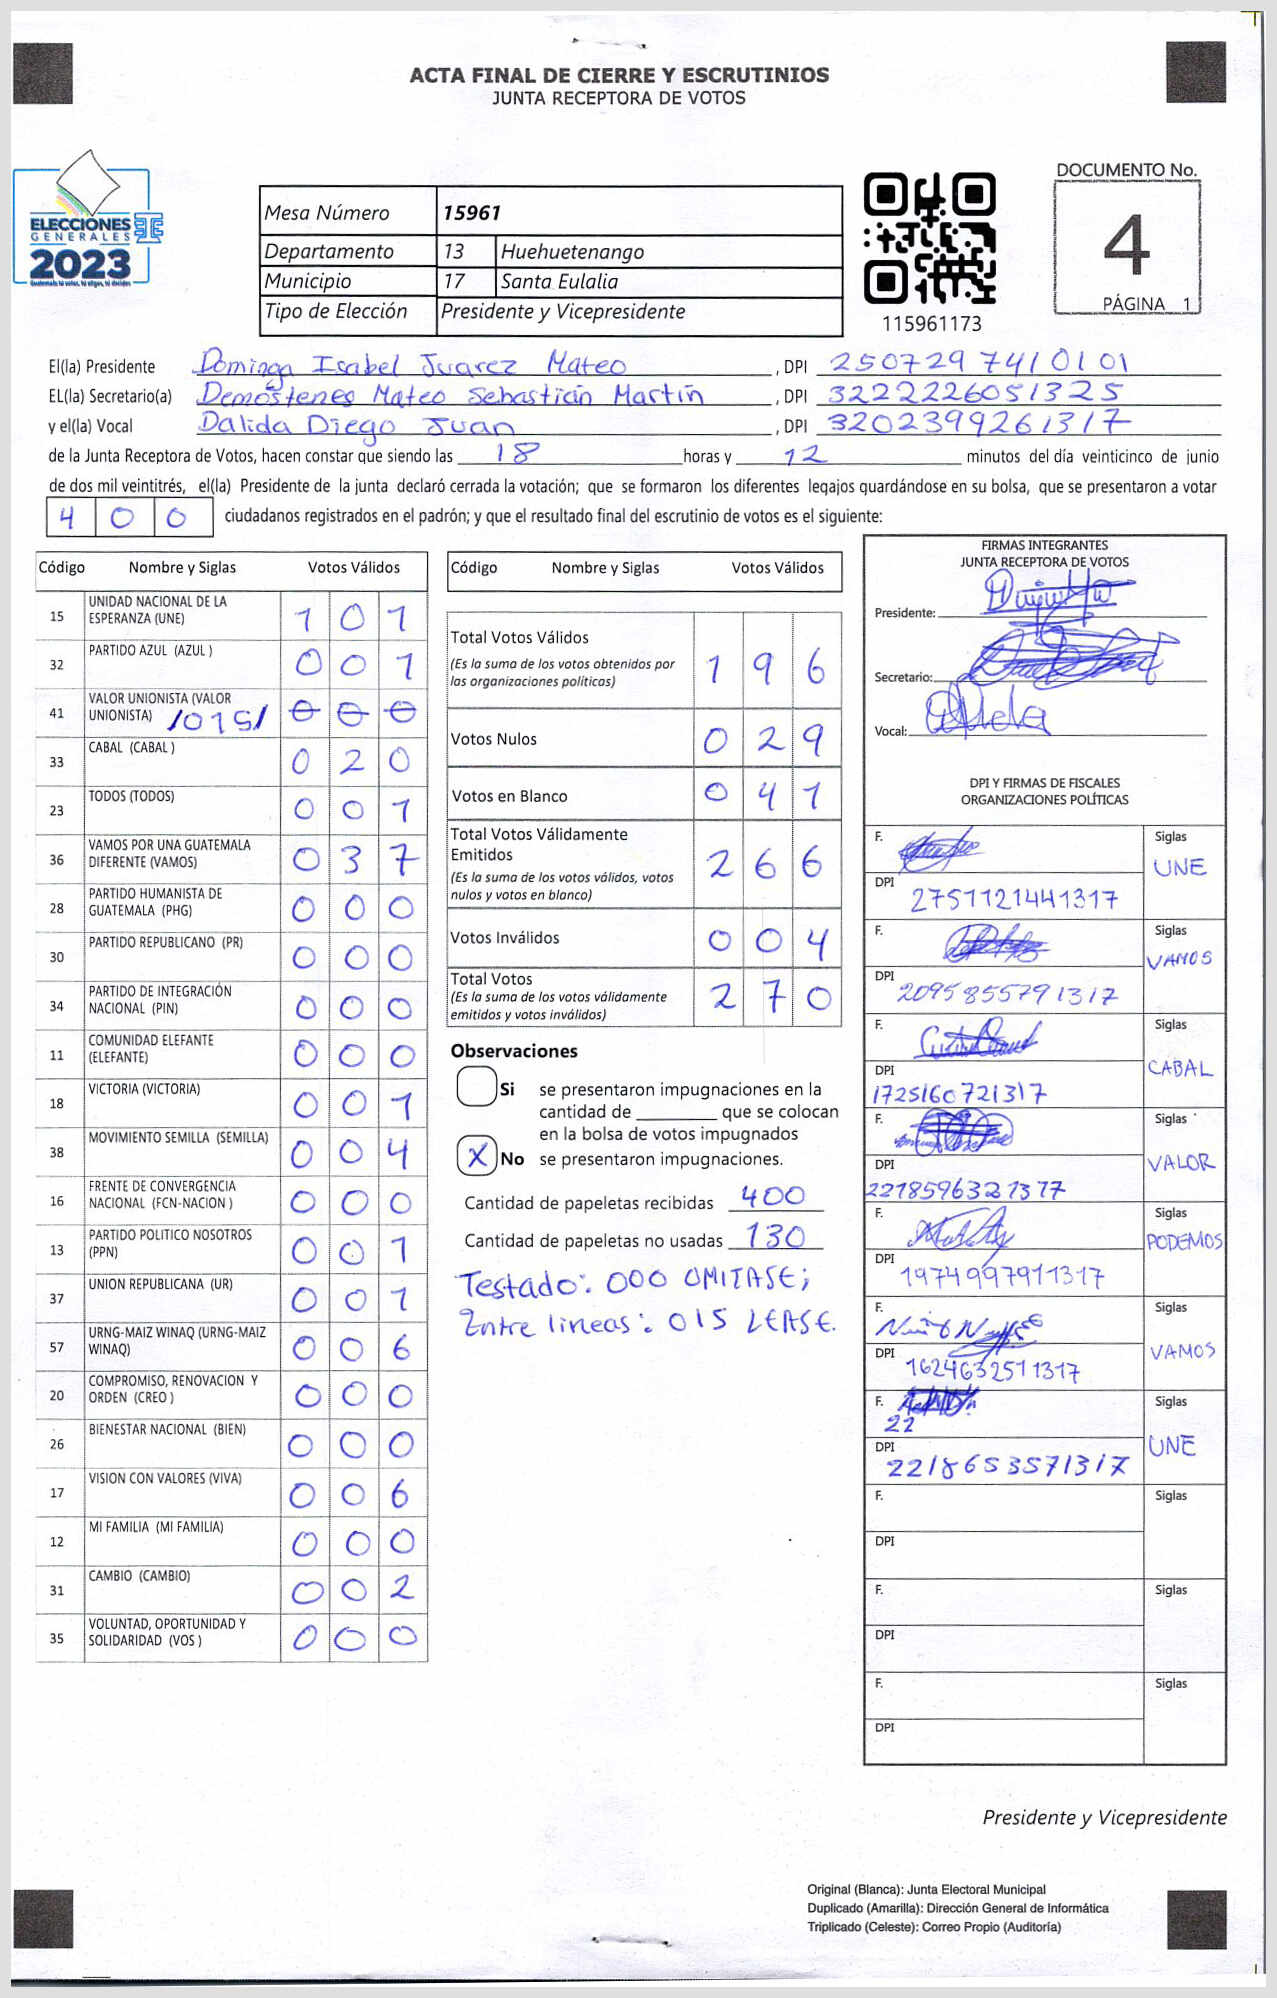 ACTA FINAL DE CIERRE Y ESCRUTINIOS
JUNTA RECEPTORA DE VOTOS
ELECCIONES
GENERALES
2023
Guatemala tú votas, tú eliges, tú decides
Mesa Número 15961
Departamento 13 Huehuetenango
Municipio 17 Santa Eulalia
Tipo de Elección Presidente y Vicepresidente
115961173
DOCUMENTO No.
4
PÁGINA 1
El(la) Presidente Dominga Isabel Juarez Mateo , DPI 2507297410101
EL(la) Secretario(a) Demóstenes Mateo Sebastián Martín , DPI 3222226051325
y el(la) Vocal Dalida Diego Juan , DPI 3202399261317
de la Junta Receptora de Votos, hacen constar que siendo las 18 horas y 12 minutos del día veinticinco de junio
de dos mil veintitrés, el(la) Presidente de la junta declaró cerrada la votación; que se formaron los diferentes legajos guardándose en su bolsa, que se presentaron a votar
4 0 0 ciudadanos registrados en el padrón; y que el resultado final del escrutinio de votos es el siguiente:
Código Nombre y Siglas Votos Válidos
15 UNIDAD NACIONAL DE LA ESPERANZA (UNE) 1 0 1
32 PARTIDO AZUL (AZUL ) 0 0 1
41 VALOR UNIONISTA (VALOR UNIONISTA) /015/ 0 0 0
33 CABAL (CABAL ) 0 2 0
23 TODOS (TODOS) 0 0 1
36 VAMOS POR UNA GUATEMALA DIFERENTE (VAMOS) 0 3 7
28 PARTIDO HUMANISTA DE GUATEMALA (PHG) 0 0 0
30 PARTIDO REPUBLICANO (PR) 0 0 0
34 PARTIDO DE INTEGRACIÓN NACIONAL (PIN) 0 0 0
11 COMUNIDAD ELEFANTE (ELEFANTE) 0 0 0
18 VICTORIA (VICTORIA) 0 0 1
38 MOVIMIENTO SEMILLA (SEMILLA) 0 0 4
16 FRENTE DE CONVERGENCIA NACIONAL (FCN-NACION ) 0 0 0
13 PARTIDO POLITICO NOSOTROS (PPN) 0 0 1
37 UNION REPUBLICANA (UR) 0 0 1
57 URNG-MAIZ WINAQ (URNG-MAIZ WINAQ) 0 0 6
20 COMPROMISO, RENOVACION Y ORDEN (CREO ) 0 0 0
26 BIENESTAR NACIONAL (BIEN) 0 0 0
17 VISION CON VALORES (VIVA) 0 0 6
12 MI FAMILIA (MI FAMILIA) 0 0 0
31 CAMBIO (CAMBIO) 0 0 2
35 VOLUNTAD, OPORTUNIDAD Y SOLIDARIDAD (VOS ) 0 0 0
Código Nombre y Siglas Votos Válidos
Total Votos Válidos 1 9 6
(Es la suma de los votos obtenidos por
las organizaciones políticas)
Votos Nulos 0 2 9
Votos en Blanco 0 4 1
Total Votos Válidamente
Emitidos 2 6 6
(Es la suma de los votos válidos, votos
nulos y votos en blanco)
Votos Inválidos 0 0 4
Total Votos 2 7 0
(Es la suma de los votos válidamente
emitidos y votos inválidos)
Observaciones
Si se presentaron impugnaciones en la
cantidad de ________ que se colocan
en la bolsa de votos impugnados
X No se presentaron impugnaciones.
Cantidad de papeletas recibidas 400
Cantidad de papeletas no usadas 130
Testado: 000 OMITASE;
Entre lineas: 015 LEASE.
FIRMAS INTEGRANTES
JUNTA RECEPTORA DE VOTOS
Presidente:
Secretario:
Vocal:
DPI Y FIRMAS DE FISCALES
ORGANIZACIONES POLÍTICAS
F. Siglas
UNE
DPI 2751121441317
F. Siglas
VAMOS
DPI 2095855791317
F. Siglas
CABAL
DPI 1725160721317
F. Siglas
VALOR
DPI 2218596321317
F. Siglas
PODEMOS
DPI 1974997911317
F. Siglas
VAMOS
DPI 1624632511317
F. Siglas
22
UNE
DPI 2218653571317
F. Siglas
DPI
F. Siglas
DPI
F. Siglas
DPI
Presidente y Vicepresidente
Original (Blanca): Junta Electoral Municipal
Duplicado (Amarilla): Dirección General de Informática
Triplicado (Celeste): Correo Propio (Auditoría)